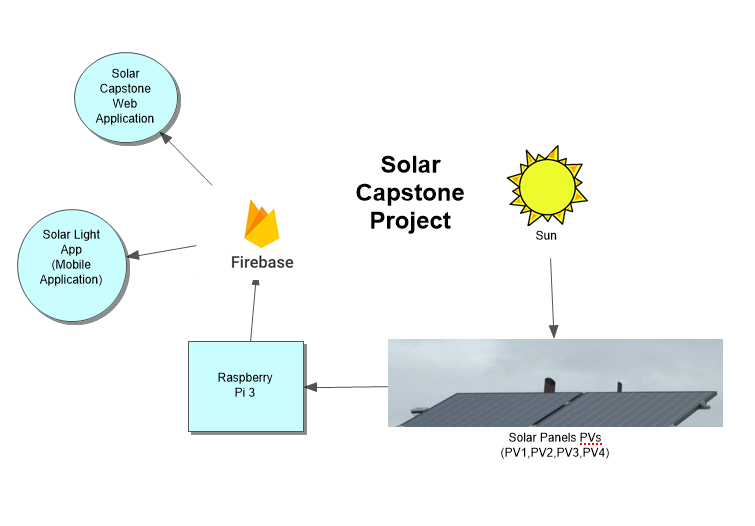 Solar
Capstone
Web
Application
Solar
Capstone
Project
Sun
Solar Light
App
(Mobile
Application)
Firebase
Raspberry
Pi 3
Solar Panels PVs
(PV1,PV2,PV3,PV4)